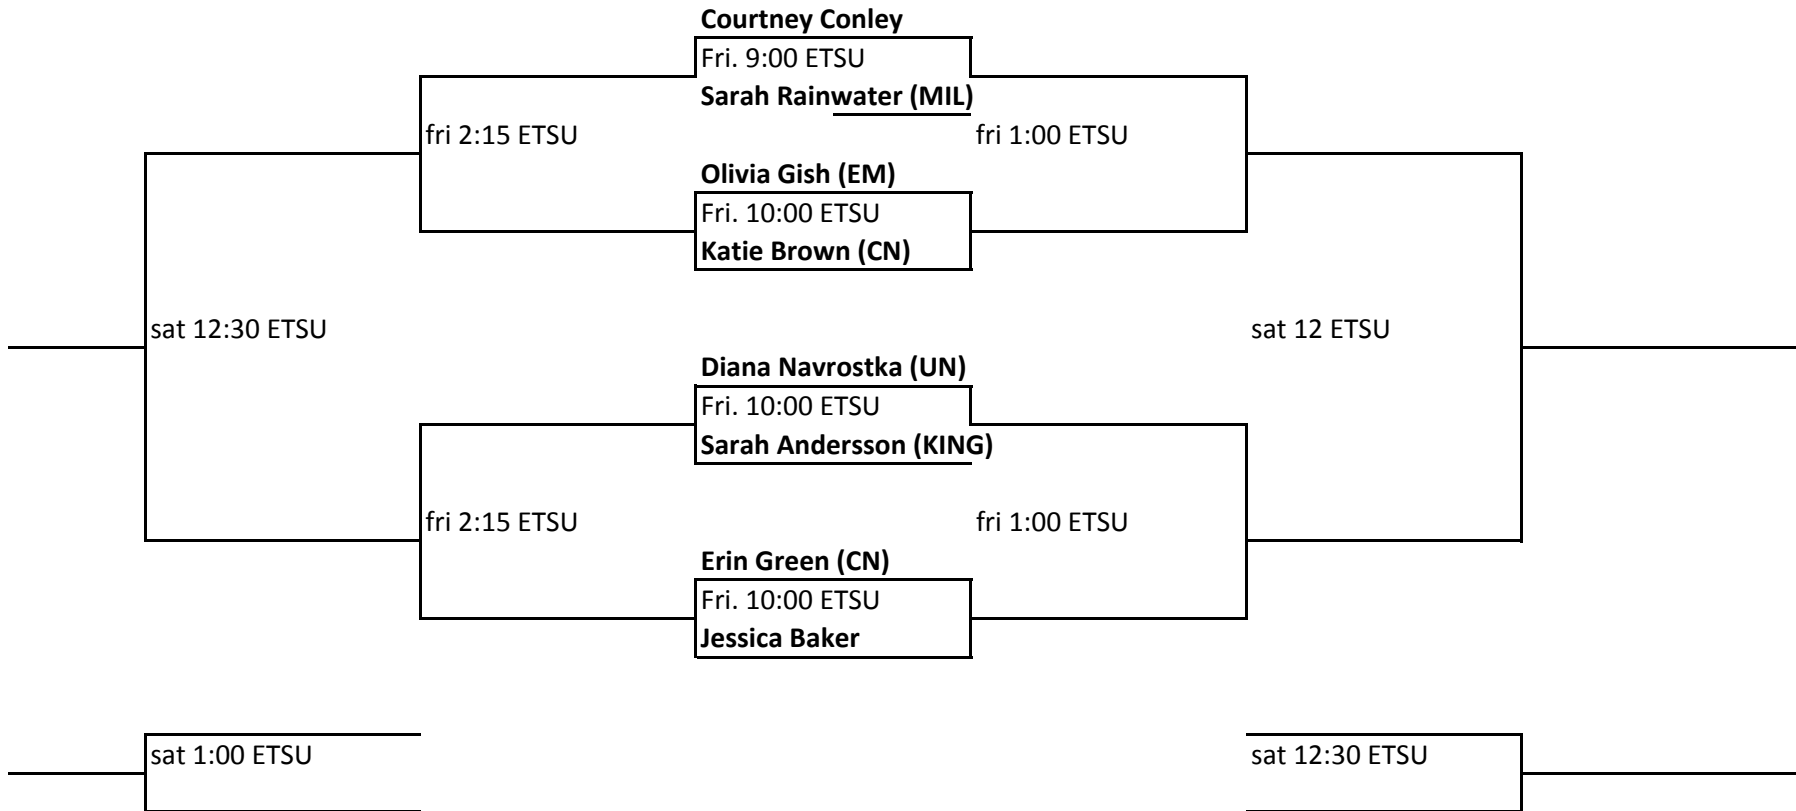 Courtney Conley
Fri. 9:00 ETSU
Sarah Rainwater (MIL)
fri 2:15 ETSU
fri 1:00 ETSU
Olivia Gish (EM)
Fri. 10:00 ETSU
Katie Brown (CN)
sat 12:30 ETSU
sat 12 ETSU
Diana Navrostka (UN)
Fri. 10:00 ETSU
Sarah Andersson (KING)
fri 2:15 ETSU
fri 1:00 ETSU
Erin Green (CN)
Fri. 10:00 ETSU
Jessica Baker
sat 1:00 ETSU
sat 12:30 ETSU